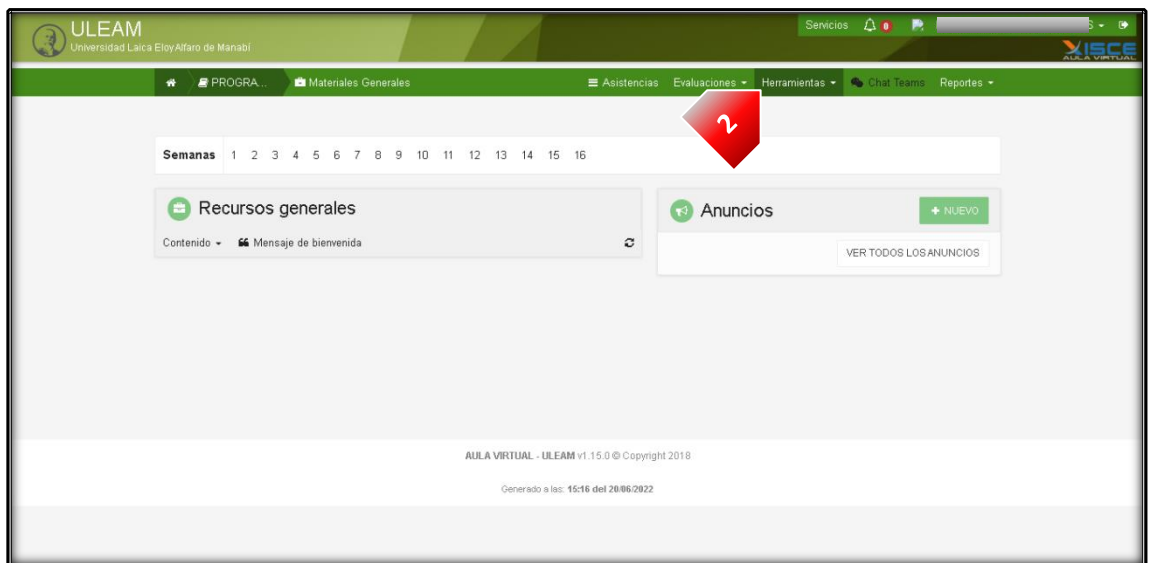 ULEAM
Universidad Laica Eloy Alfaro de Manabí
Servicios 0
XISCE
AULA VIRTUAL
PROGRA... Materiales Generales Asistencias Evaluaciones Herramientas Chat Teams Reportes
2
Semanas 1 2 3 4 5 6 7 8 9 10 11 12 13 14 15 16
Recursos generales
Contenido Mensaje de bienvenida
Anuncios + NUEVO
VER TODOS LOS ANUNCIOS
AULA VIRTUAL - ULEAM v1.15.0 © Copyright 2018
Generado a las: 15:16 del 20/06/2022